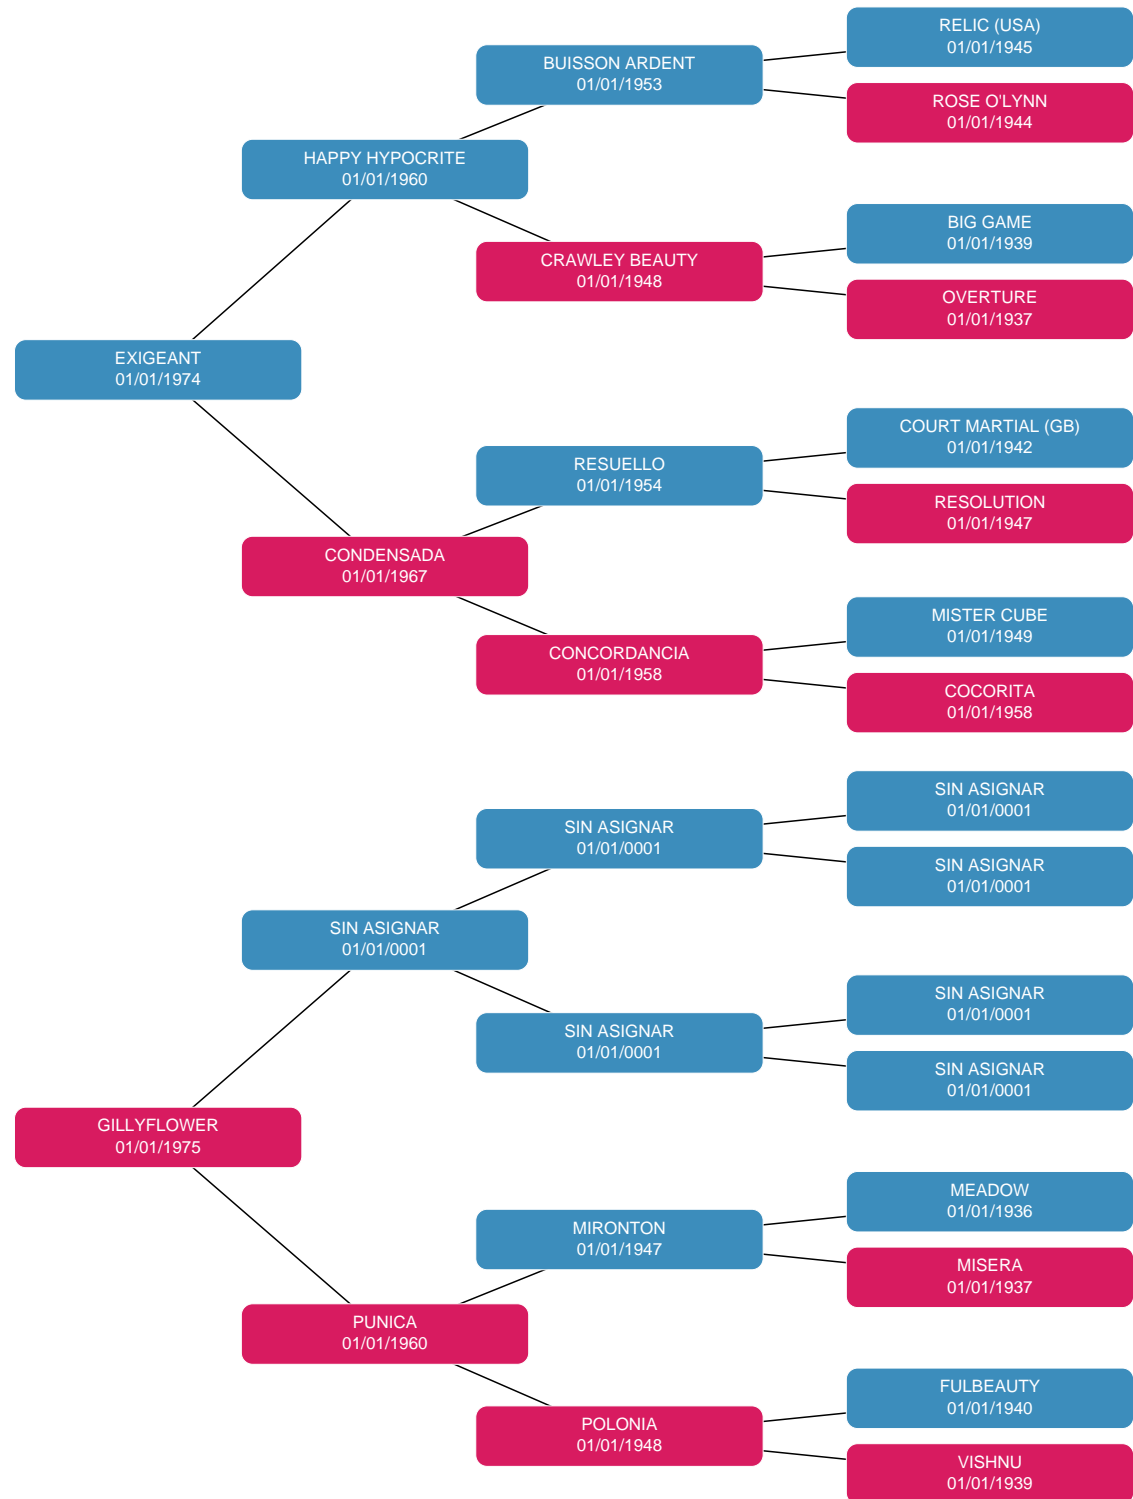 RELIC (USA)
01/01/1945
BUISSON ARDENT
01/01/1953
ROSE O'LYNN
01/01/1944
HAPPY HYPOCRITE
01/01/1960
BIG GAME
01/01/1939
CRAWLEY BEAUTY
01/01/1948
OVERTURE
01/01/1937
EXIGEANT
01/01/1974
COURT MARTIAL (GB)
01/01/1942
RESUELLO
01/01/1954
RESOLUTION
01/01/1947
CONDENSADA
01/01/1967
MISTER CUBE
01/01/1949
CONCORDANCIA
01/01/1958
COCORITA
01/01/1958
SIN ASIGNAR
01/01/0001
SIN ASIGNAR
01/01/0001
SIN ASIGNAR
01/01/0001
SIN ASIGNAR
01/01/0001
SIN ASIGNAR
01/01/0001
SIN ASIGNAR
01/01/0001
SIN ASIGNAR
01/01/0001
GILLYFLOWER
01/01/1975
MEADOW
01/01/1936
MIRONTON
01/01/1947
MISERA
01/01/1937
PUNICA
01/01/1960
FULBEAUTY
01/01/1940
POLONIA
01/01/1948
VISHNU
01/01/1939